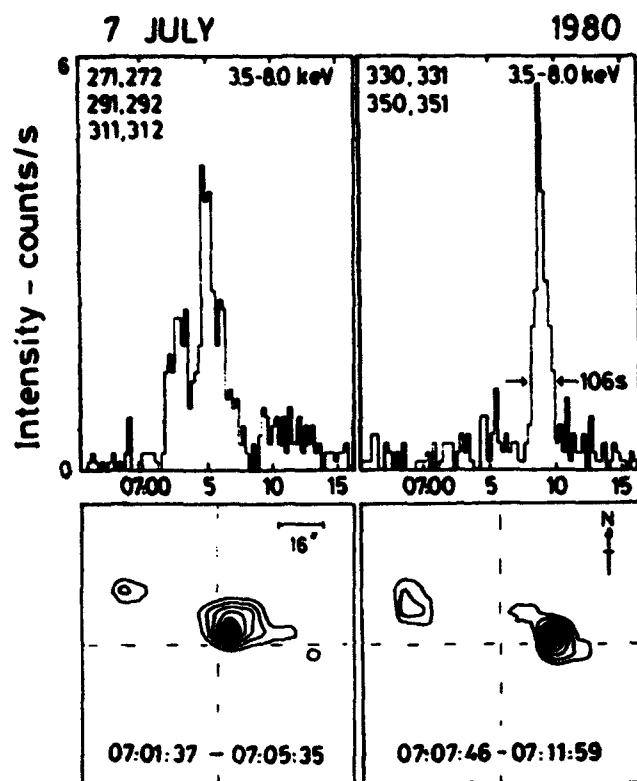 7 JULY 1980
6
271,272 3.5-8.0 keV
291,292
311,312
330,331 3.5-8.0 keV
350,351
Intensity - counts/s
106s
0
07:00 5 10 15
07:00 5 10 15
16"
N
07:01:37 - 07:05:35
07:07:46 - 07:11:59